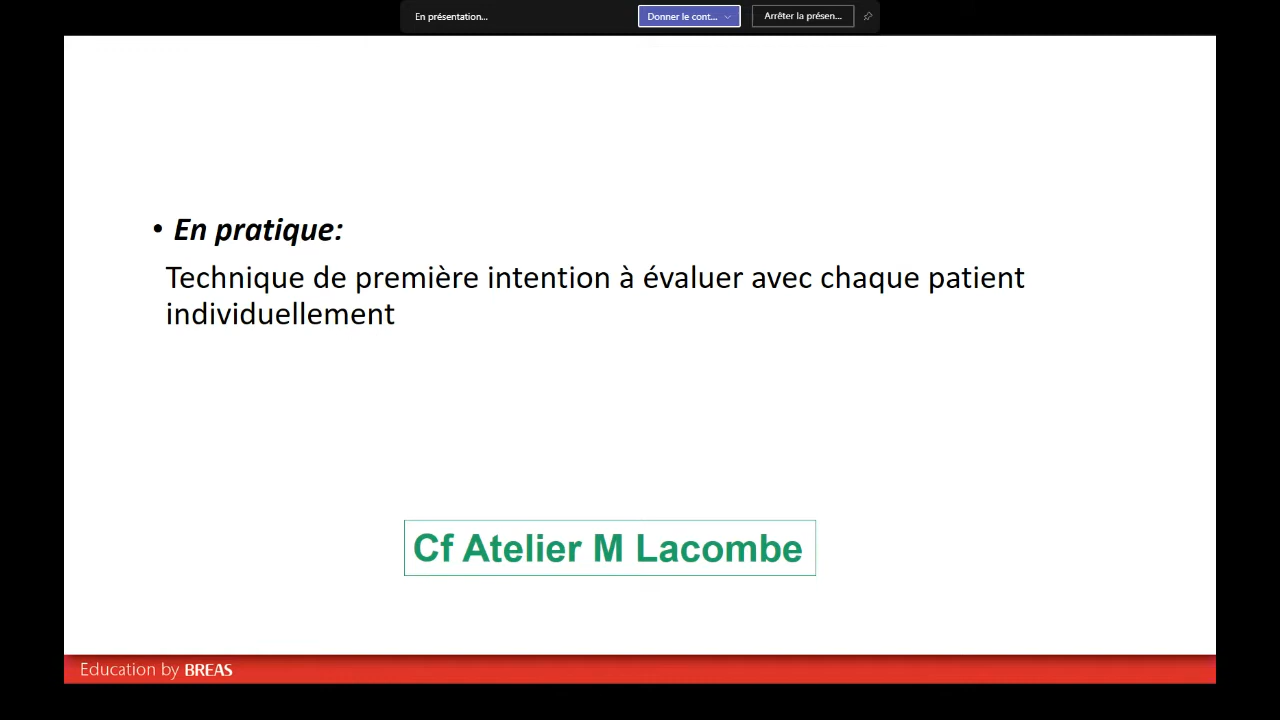 En présentation...
Donner le cont...
Arrêter la présen...
• En pratique:
Technique de première intention à évaluer avec chaque patient
individuellement
Cf Atelier M Lacombe
Education by BREAS